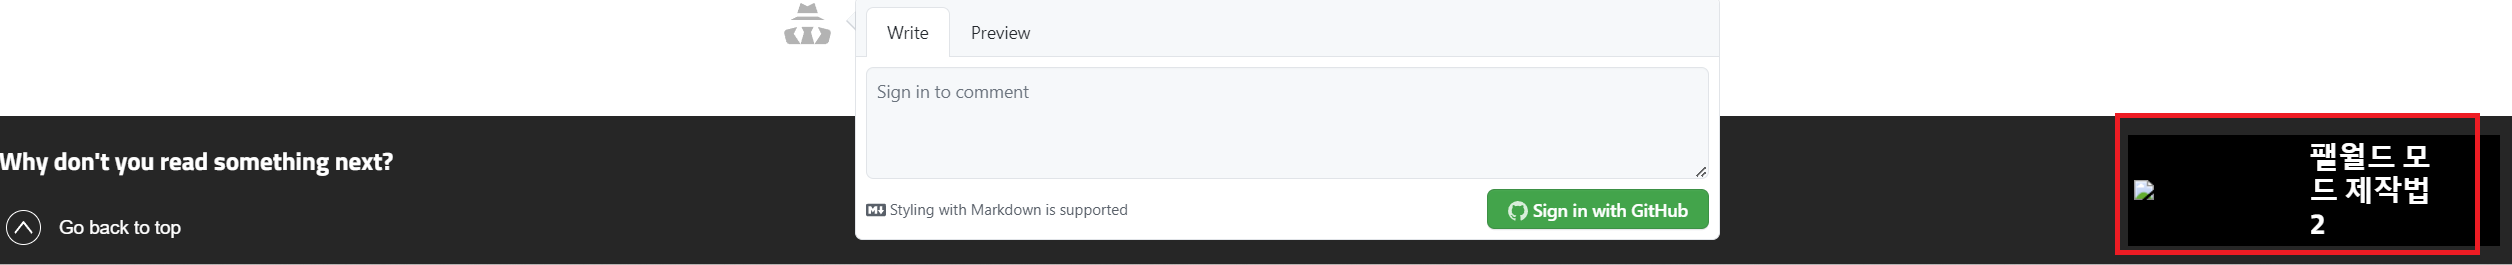 Write
Preview
Sign in to comment
Styling with Markdown is supported
Sign in with GitHub
Why don't you read something next?
Go back to top
팰월드 모
드 제작법
2